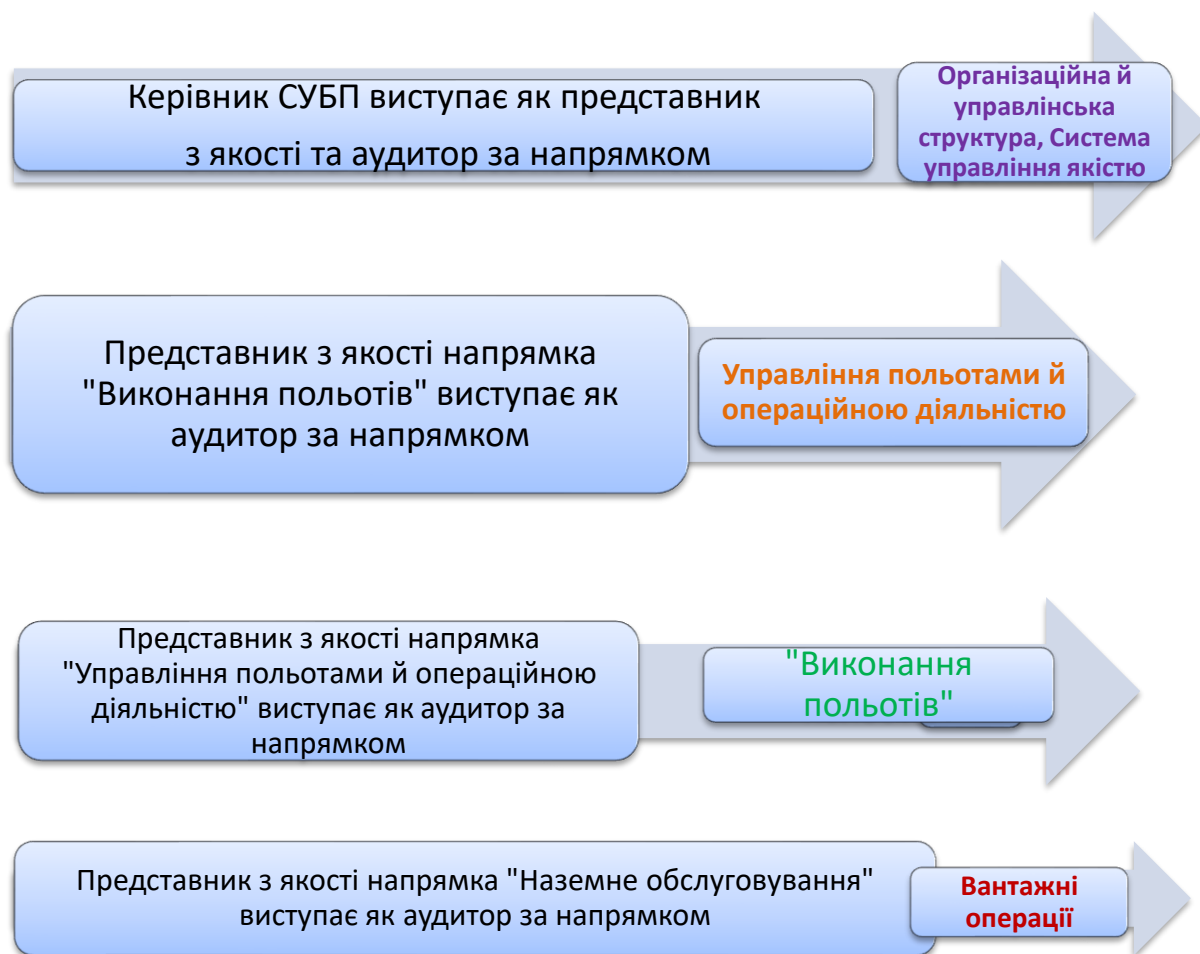 Керівник СУБП виступає як представник
з якості та аудитор за напрямком
Організаційна й
управлінська
структура, Система
управління якістю
Представник з якості напрямка
"Виконання польотів" виступає як
аудитор за напрямком
Управління польотами й
операційною діяльністю
Представник з якості напрямка
"Управління польотами й операційною
діяльністю" виступає як аудитор за
напрямком
"Виконання
польотів"
Представник з якості напрямка "Наземне обслуговування"
виступає як аудитор за напрямком
Вантажні
операції